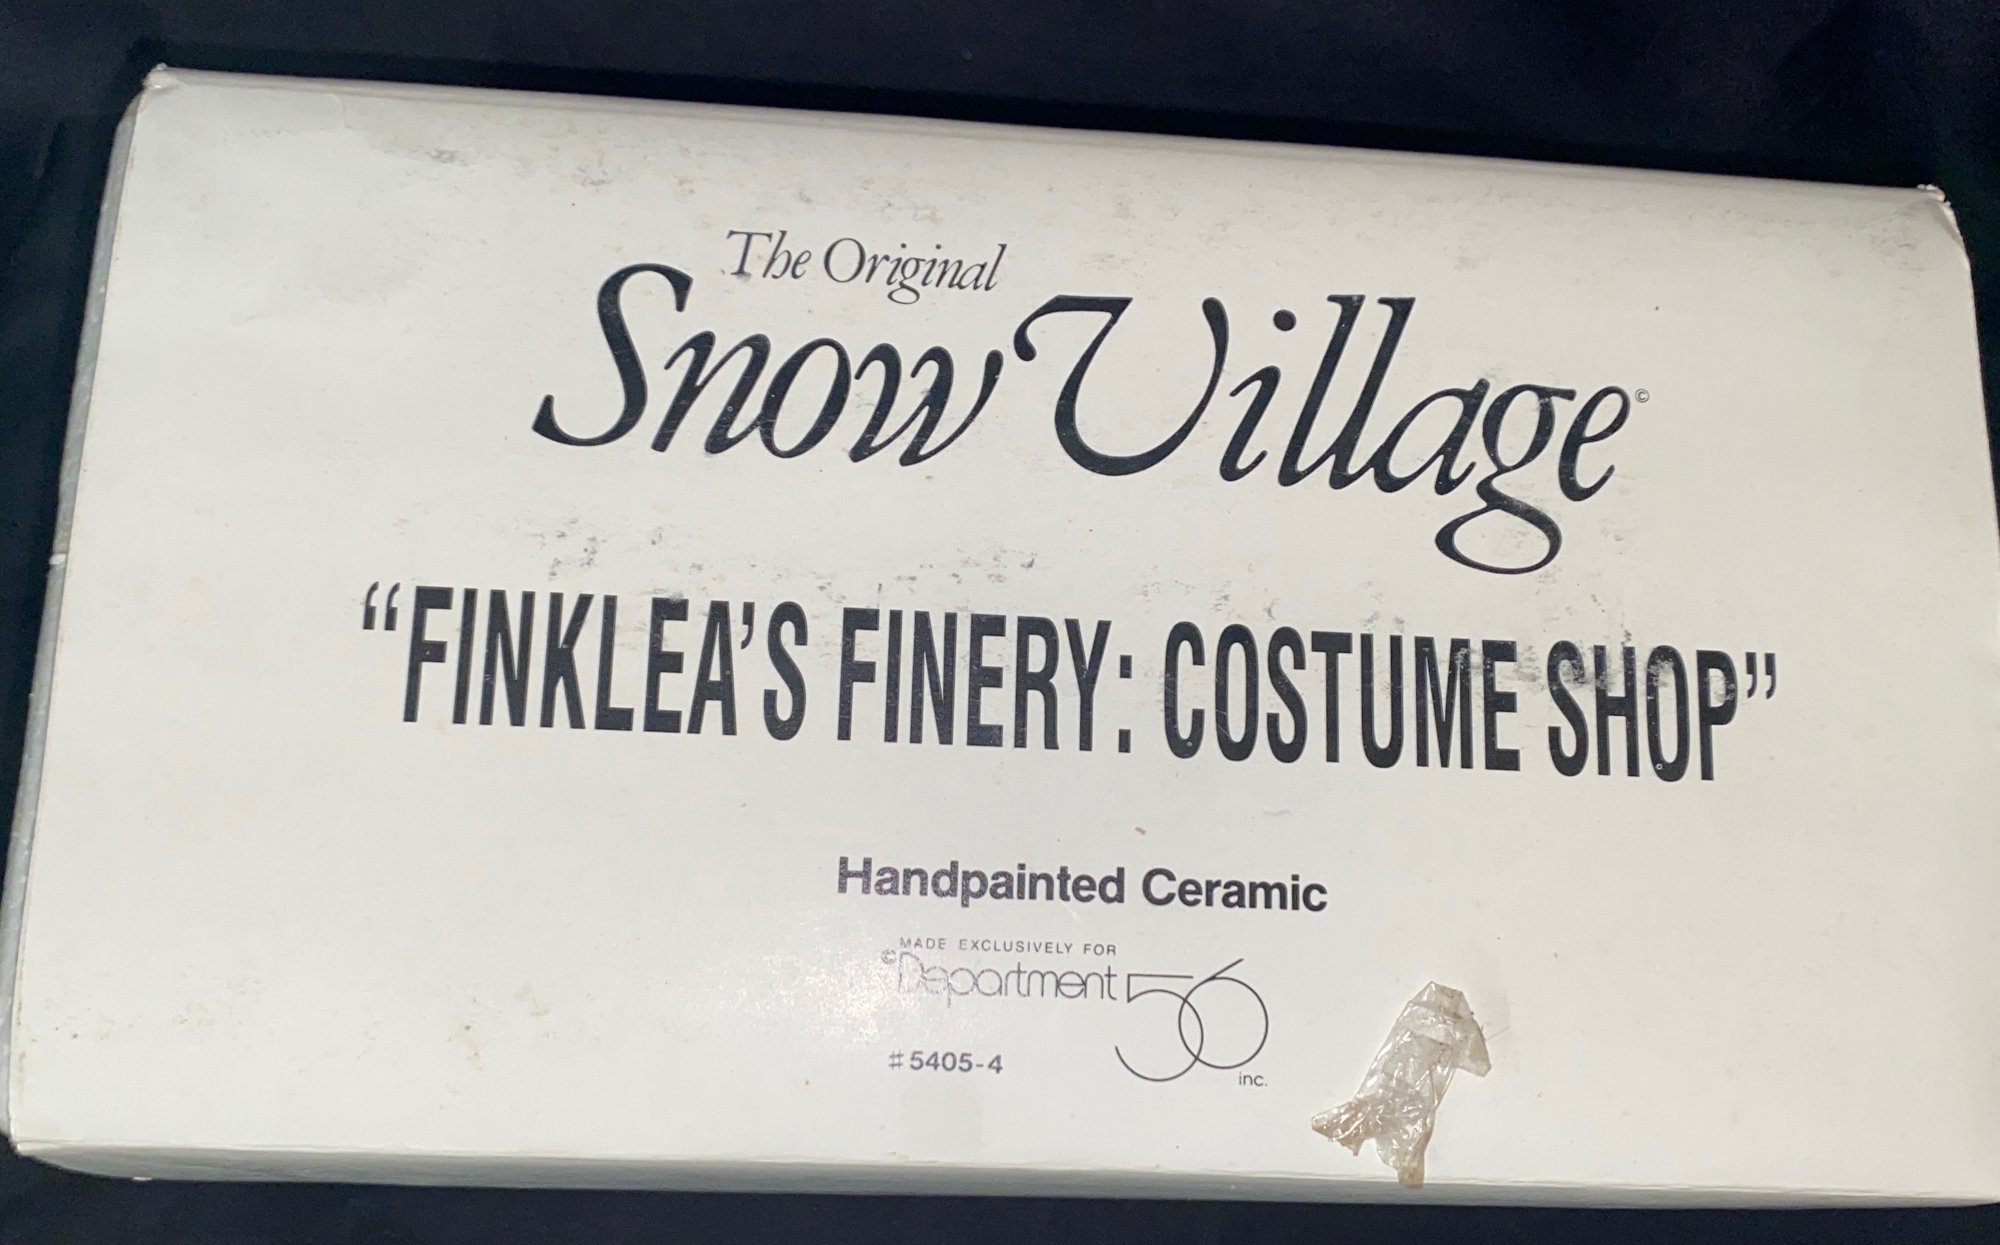 The Original
Snow Village©
“FINKLEA’S FINERY: COSTUME SHOP”
Handpainted Ceramic
MADE EXCLUSIVELY FOR
©Department 56
inc.
#5405-4